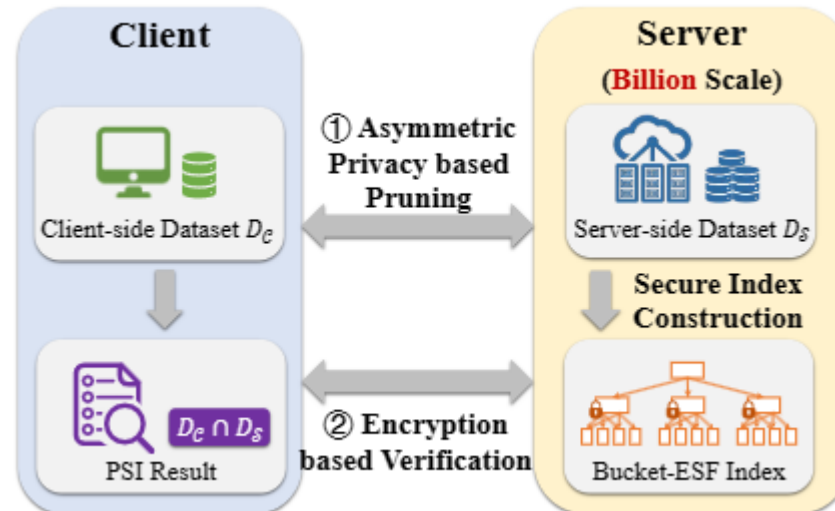 Client
Server
(Billion Scale)
① Asymmetric
Privacy based
Pruning
Client-side Dataset D_C
Server-side Dataset D_S
Secure Index
Construction
D_C ∩ D_S
PSI Result
② Encryption
based Verification
Bucket-ESF Index